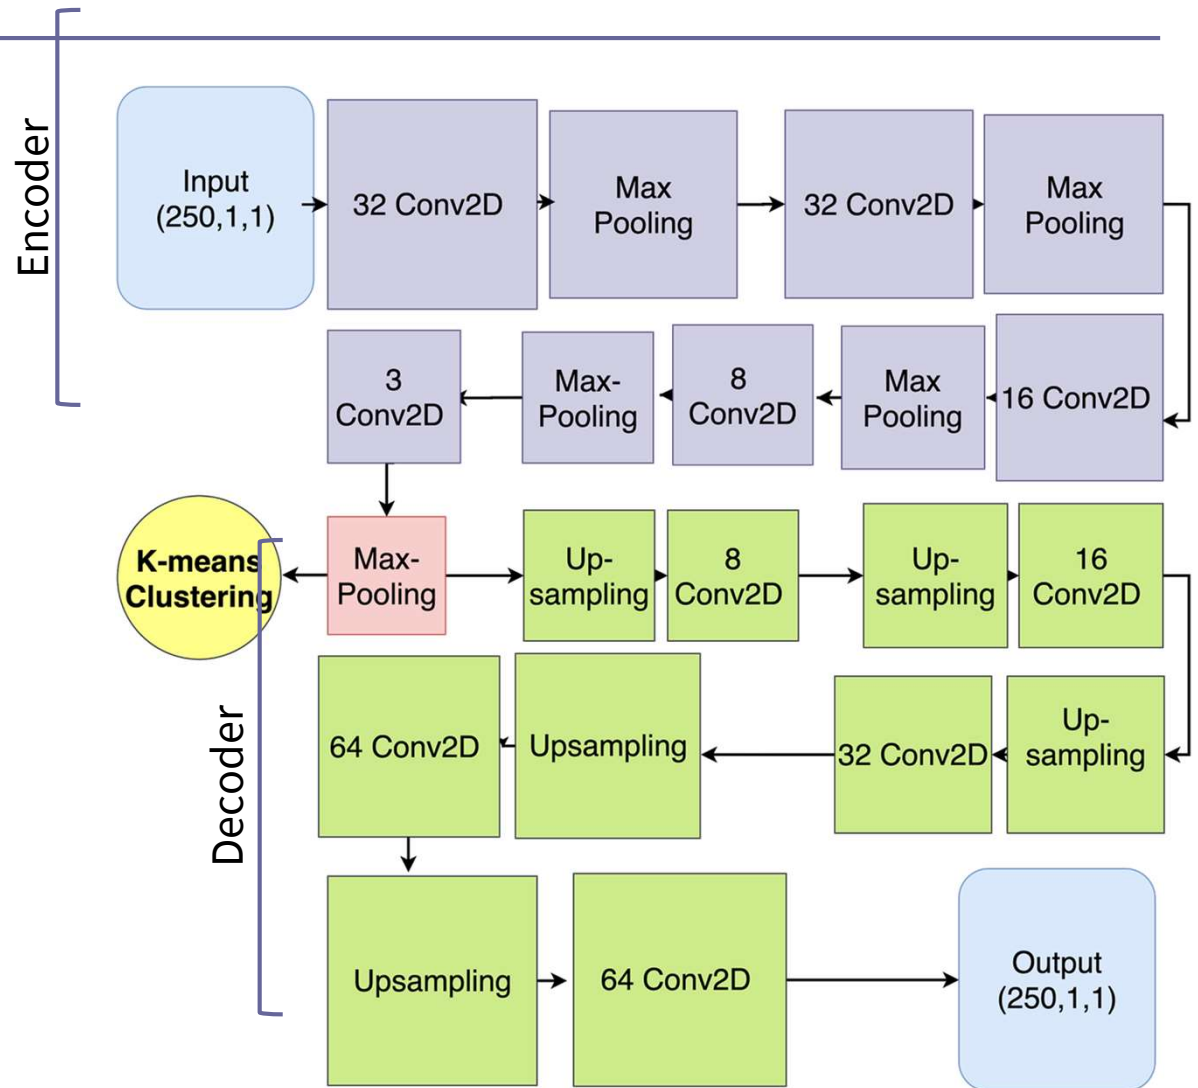 Encoder
Input
(250,1,1)
32 Conv2D
Max
Pooling
32 Conv2D
Max
Pooling
16 Conv2D
Max
Pooling
8
Conv2D
Max-
Pooling
3
Conv2D
K-means
Clustering
Max-
Pooling
Up-
sampling
8
Conv2D
Up-
sampling
16
Conv2D
Decoder
Up-
sampling
32 Conv2D
Upsampling
64 Conv2D
Upsampling
64 Conv2D
Output
(250,1,1)